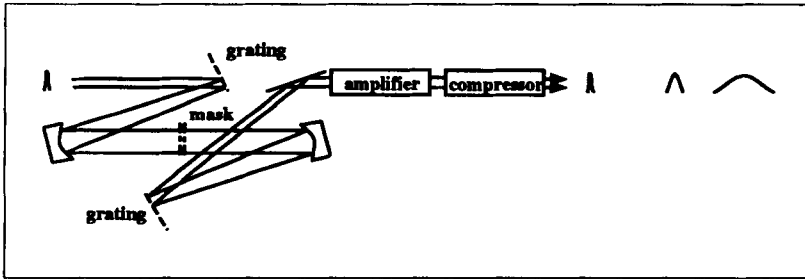 grating
amplifier
compressor
mask
grating